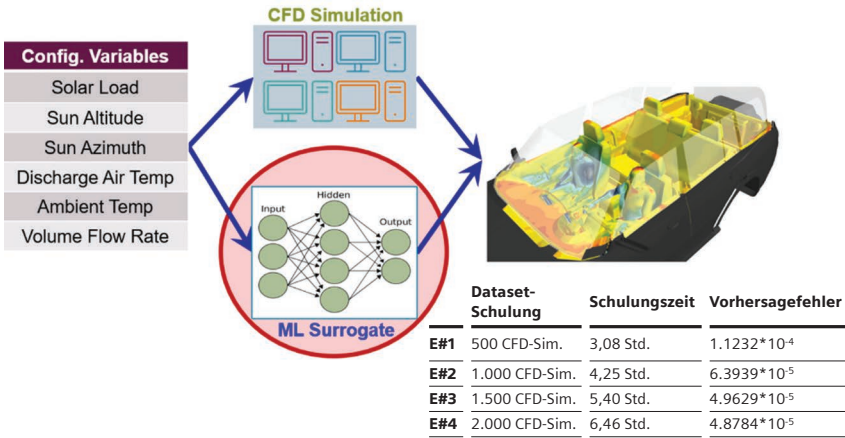 CFD Simulation
Config. Variables
Solar Load
Sun Altitude
Sun Azimuth
Discharge Air Temp
Ambient Temp
Volume Flow Rate
Hidden
Input
Output
ML Surrogate
Dataset-
Schulung Schulungszeit Vorhersagefehler
E#1 500 CFD-Sim. 3,08 Std. 1.1232*10-4
E#2 1.000 CFD-Sim. 4,25 Std. 6.3939*10-5
E#3 1.500 CFD-Sim. 5,40 Std. 4.9629*10-5
E#4 2.000 CFD-Sim. 6,46 Std. 4.8784*10-5